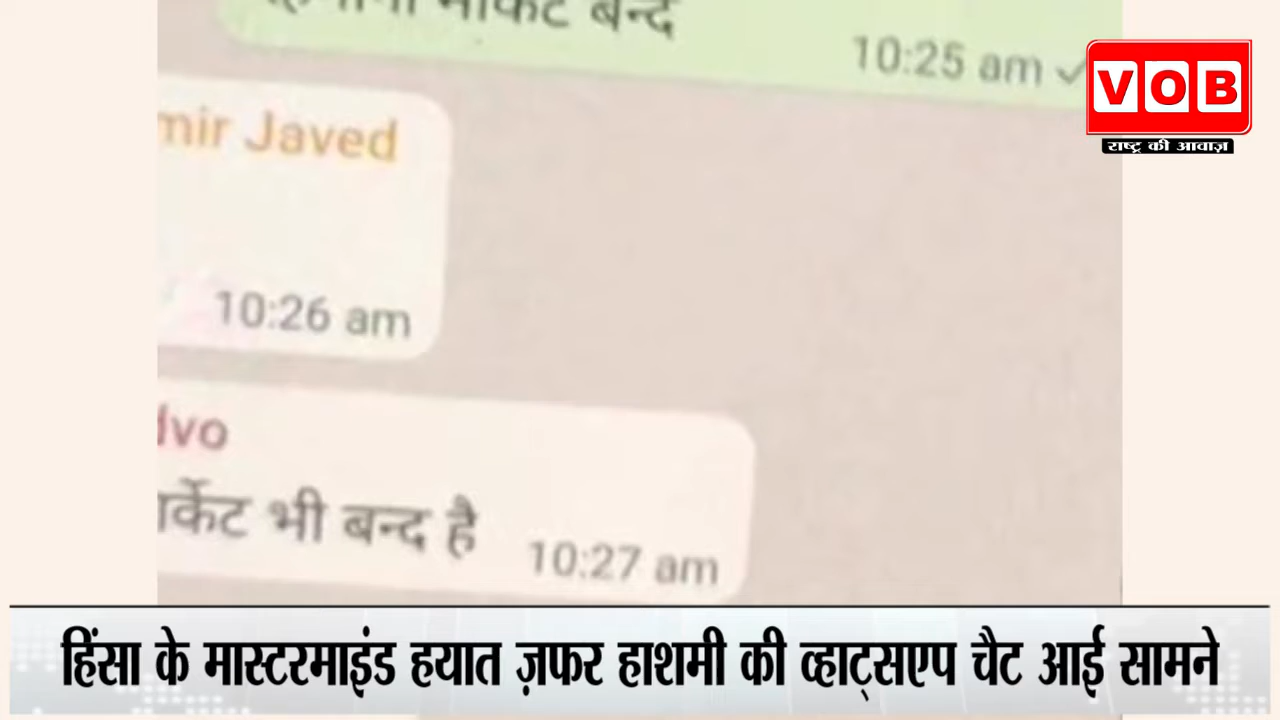 मार्केट बन्द
10:25 am
VOB
राष्ट्र की आवाज़
mir Javed
10:26 am
dvo
र्केट भी बन्द है
10:27 am
हिंसा के मास्टरमाइंड हयात ज़फर हाशमी की व्हाट्सएप चैट आई सामने